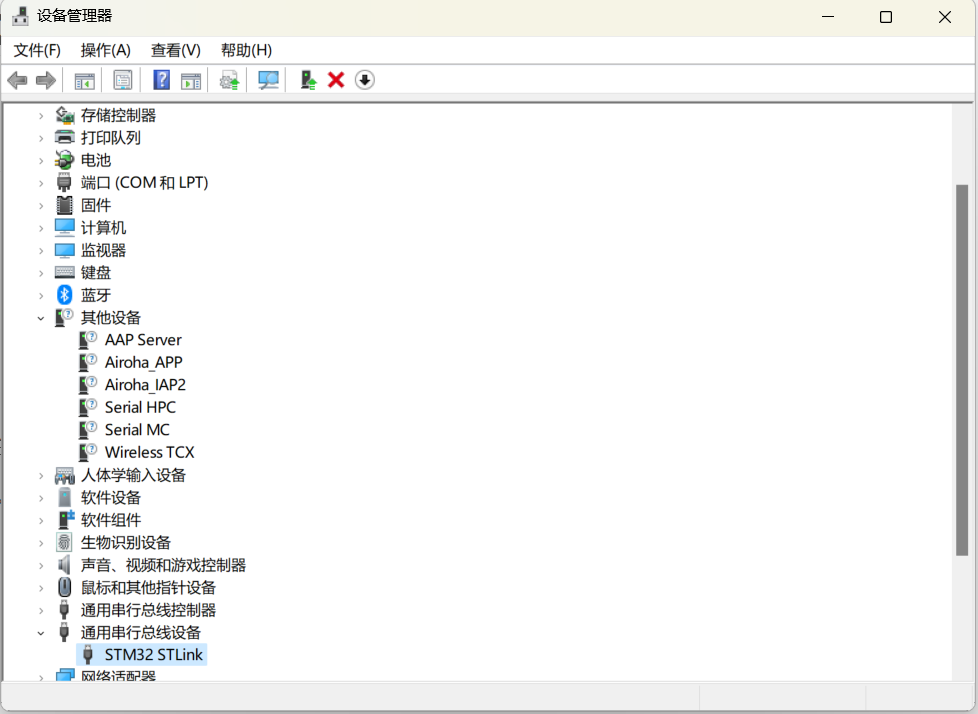 设备管理器
文件(F) 操作(A) 查看(V) 帮助(H)
存储控制器
打印队列
电池
端口 (COM 和 LPT)
固件
计算机
监视器
键盘
蓝牙
其他设备
AAP Server
Airoha_APP
Airoha_IAP2
Serial HPC
Serial MC
Wireless TCX
人体学输入设备
软件设备
软件组件
生物识别设备
声音、视频和游戏控制器
鼠标和其他指针设备
通用串行总线控制器
通用串行总线设备
STM32 STLink
网络适配器